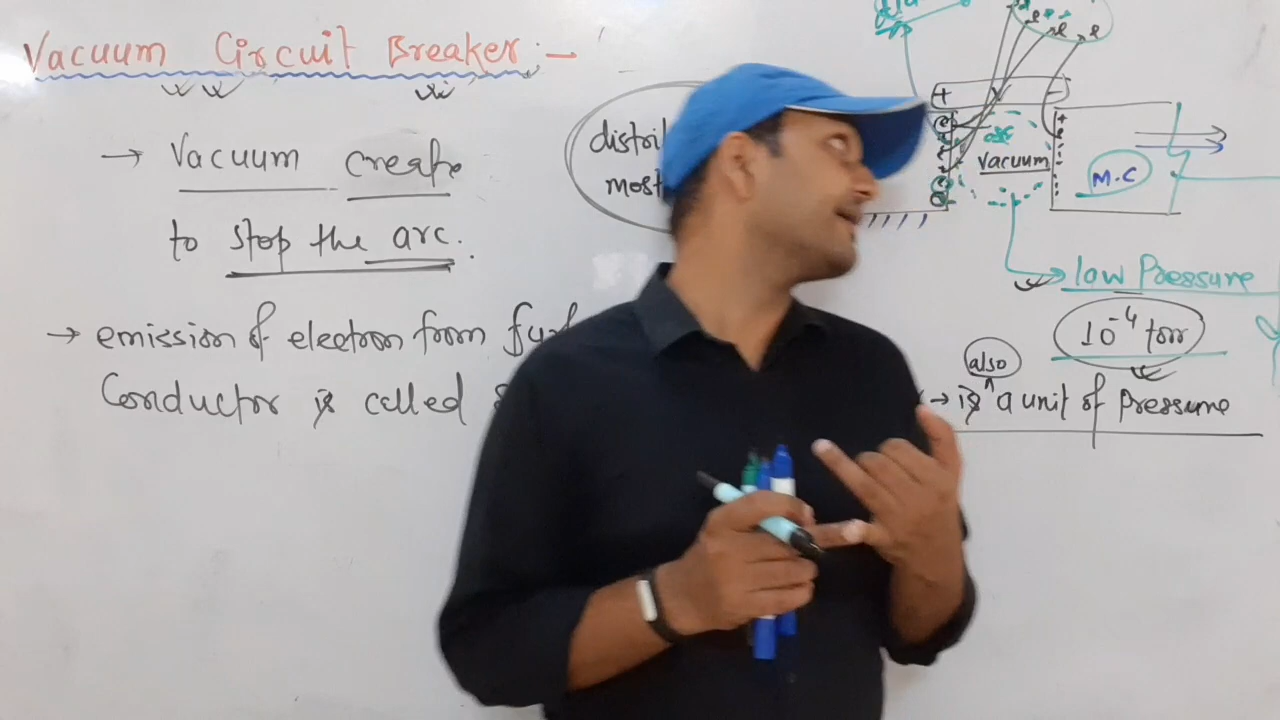 Vacuum Circuit Breaker :-
→ Vacuum create
to stop the arc.
→ emission of electron from
Conductor is called
most
+ -
Vacuum
M.C
low Pressure
10⁻⁴ torr
also
→ is a unit of pressure